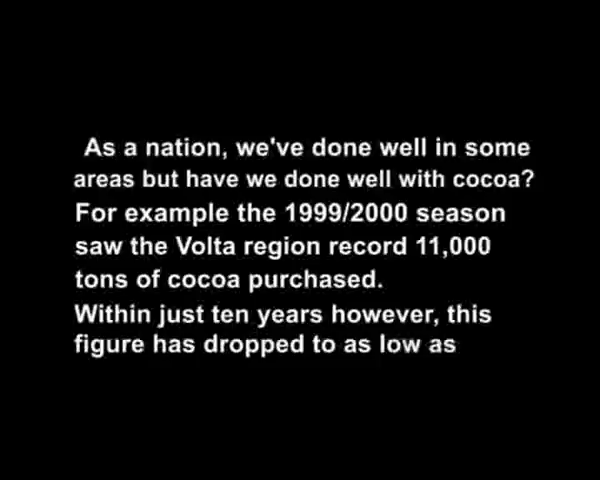 As a nation, we've done well in some
areas but have we done well with cocoa?
For example the 1999/2000 season
saw the Volta region record 11,000
tons of cocoa purchased.
Within just ten years however, this
figure has dropped to as low as